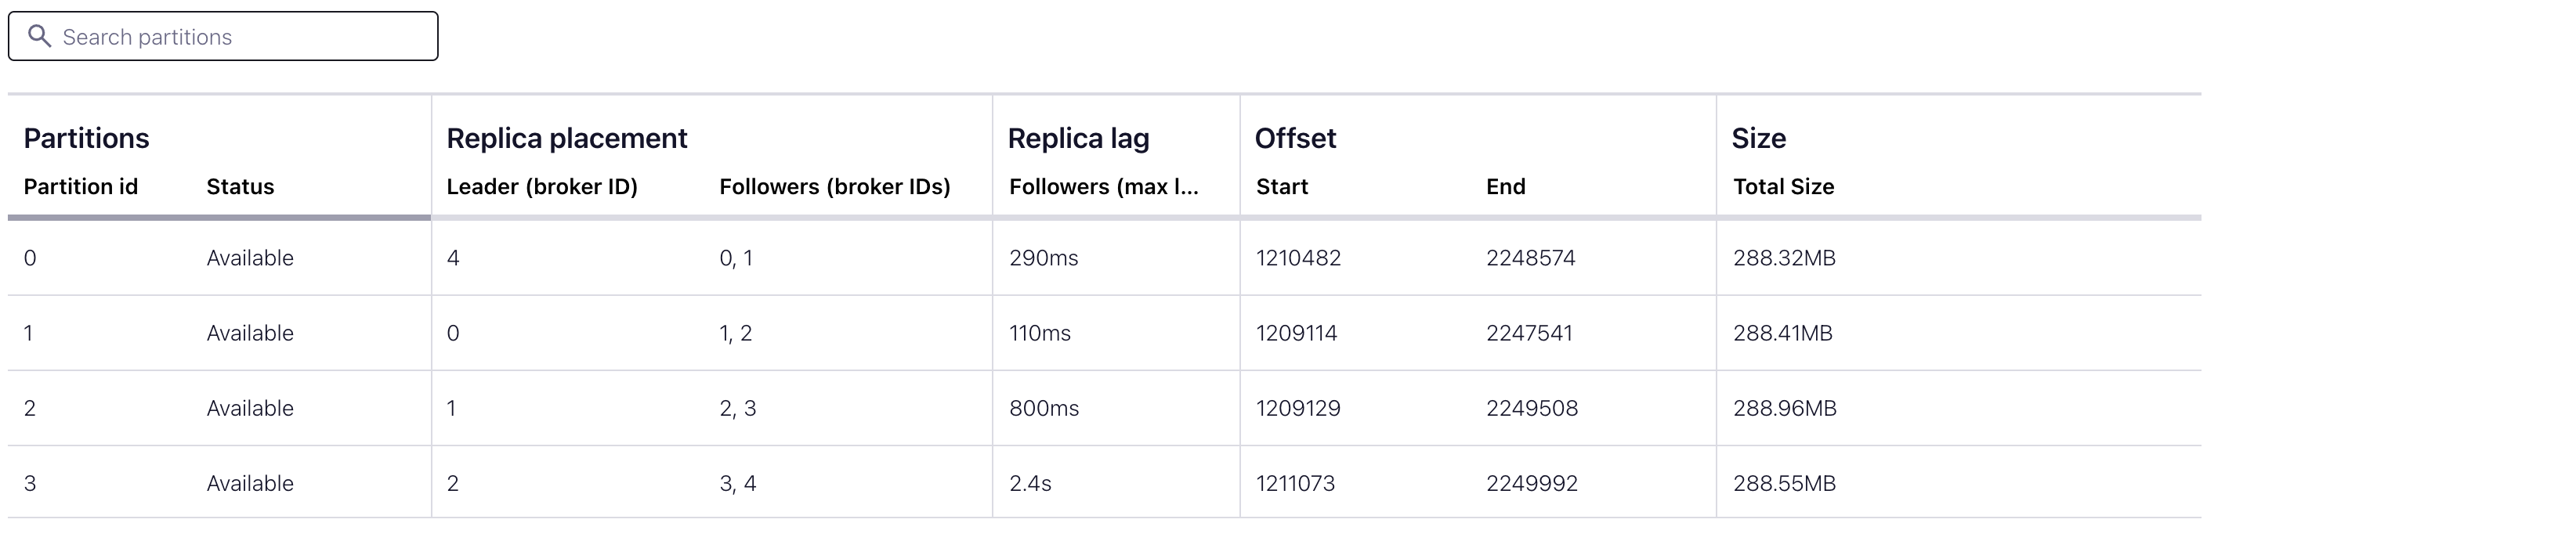 Search partitions
Partitions Replica placement Replica lag Offset Size
Partition id Status Leader (broker ID) Followers (broker IDs) Followers (max l... Start End Total Size
0 Available 4 0, 1 290ms 1210482 2248574 288.32MB
1 Available 0 1, 2 110ms 1209114 2247541 288.41MB
2 Available 1 2, 3 800ms 1209129 2249508 288.96MB
3 Available 2 3, 4 2.4s 1211073 2249992 288.55MB